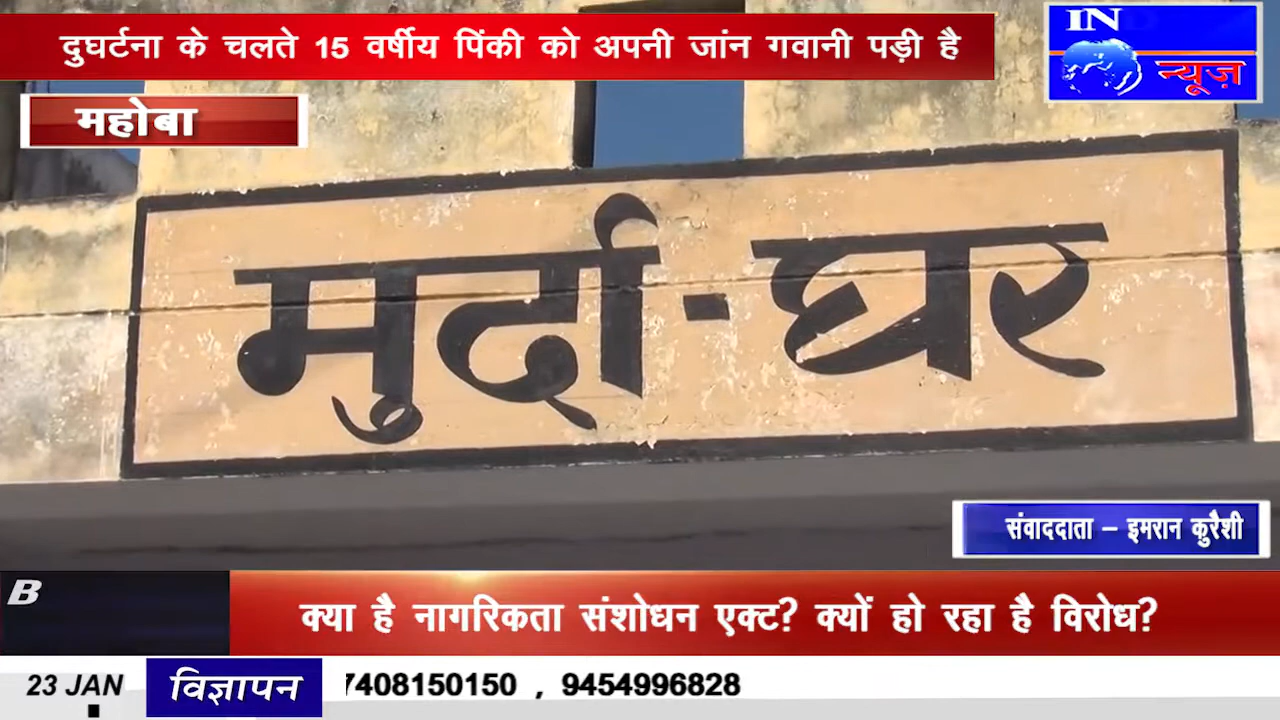 दुघर्टना के चलते 15 वर्षीय पिंकी को अपनी जांन गवानी पड़ी है
IN
न्यूज़
महोबा
मुर्दा - घर
संवाददाता – इमरान कुरैशी
B
क्या है नागरिकता संशोधन एक्ट? क्यों हो रहा है विरोध?
23 JAN
विज्ञापन
7408150150 , 9454996828